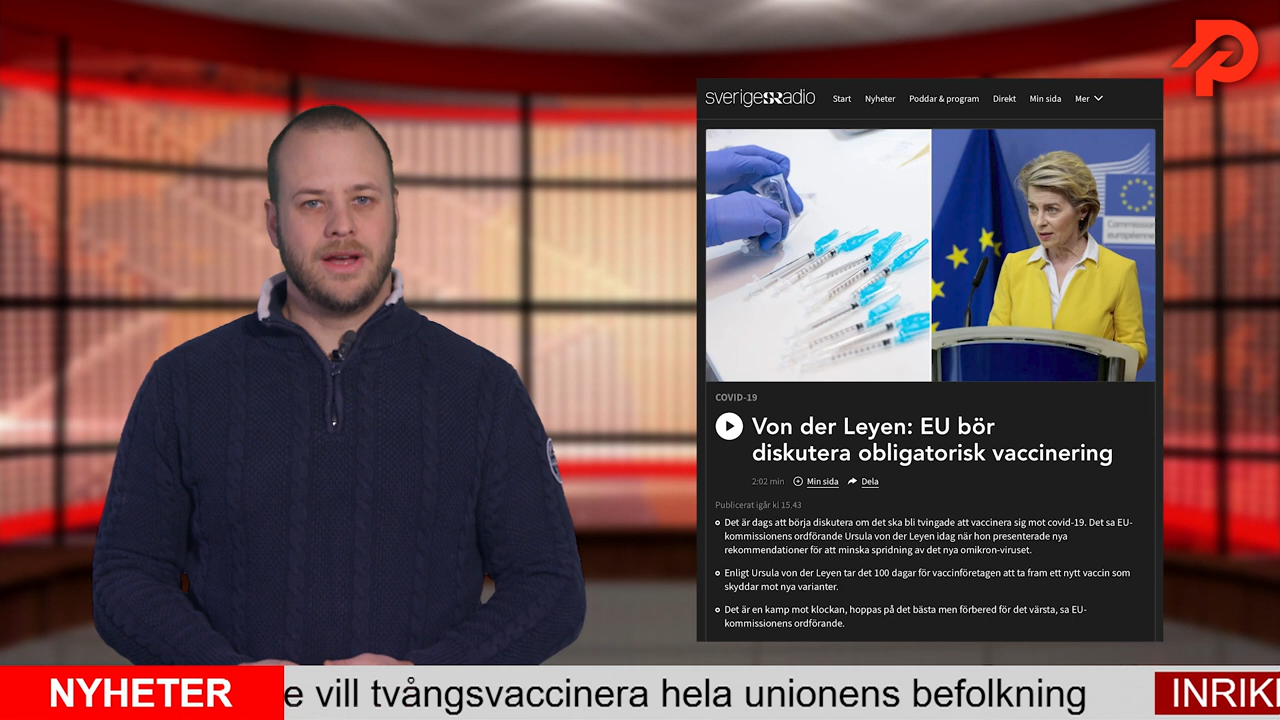 sverigesRadio
Start Nyheter Poddar & program Direkt Min sida Mer
Commission
européenne
COVID-19
Von der Leyen: EU bör
diskutera obligatorisk vaccinering
2:02 min Min sida Dela
Publicerat igår kl 15.43
Det är dags att börja diskutera om det ska bli tvingade att vaccinera sig mot covid-19. Det sa EU-
kommissionens ordförande Ursula von der Leyen idag när hon presenterade nya
rekommendationer för att minska spridning av det nya omikron-viruset.
Enligt Ursula von der Leyen tar det 100 dagar för vaccinföretagen att ta fram ett nytt vaccin som
skyddar mot nya varianter.
Det är en kamp mot klockan, hoppas på det bästa men förbered för det värsta, sa EU-
kommissionens ordförande.
NYHETER e vill tvångsvaccinera hela unionens befolkning INRIK